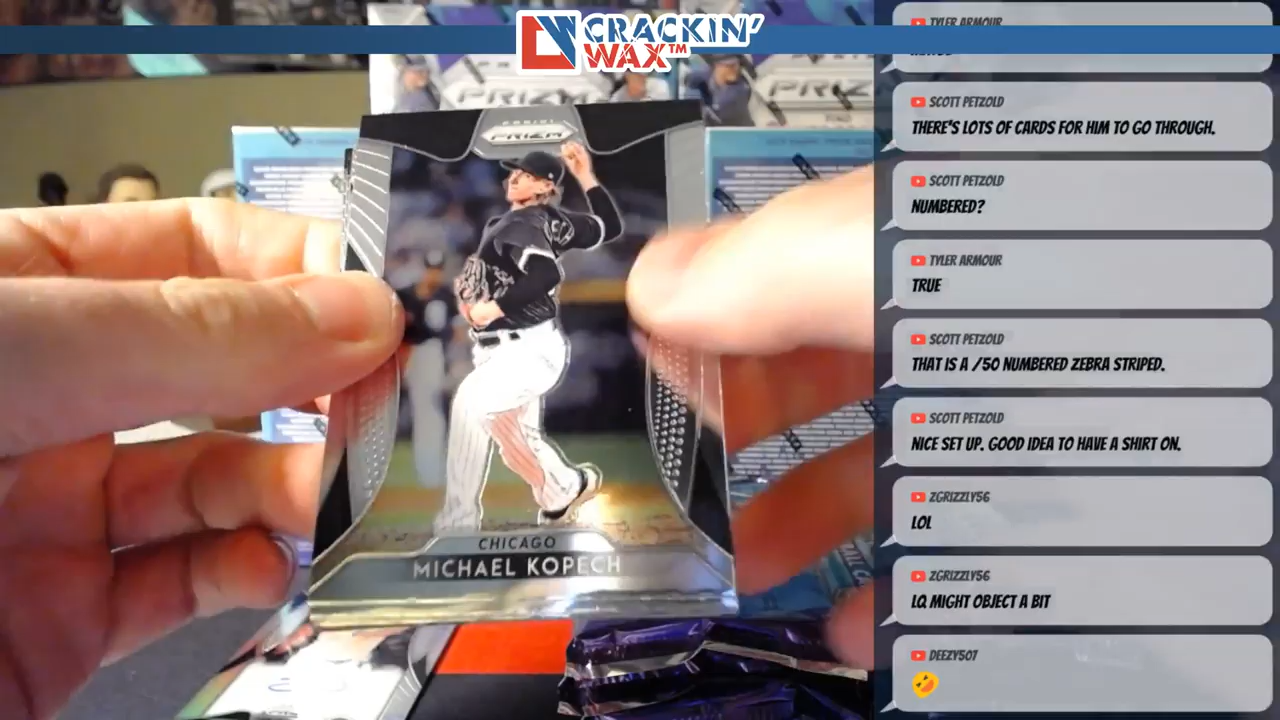 CRACKIN'
WAX™
PRIZM
PRIZM
PANINI
PRIZM
CHICAGO
MICHAEL KOPECH
TYLER ARMOUR
SCOTT PETZOLD
THERE'S LOTS OF CARDS FOR HIM TO GO THROUGH.
SCOTT PETZOLD
NUMBERED?
TYLER ARMOUR
TRUE
SCOTT PETZOLD
THAT IS A /50 NUMBERED ZEBRA STRIPED.
SCOTT PETZOLD
NICE SET UP. GOOD IDEA TO HAVE A SHIRT ON.
ZGRIZZLY56
LOL
ZGRIZZLY56
LQ MIGHT OBJECT A BIT
DEEZY507